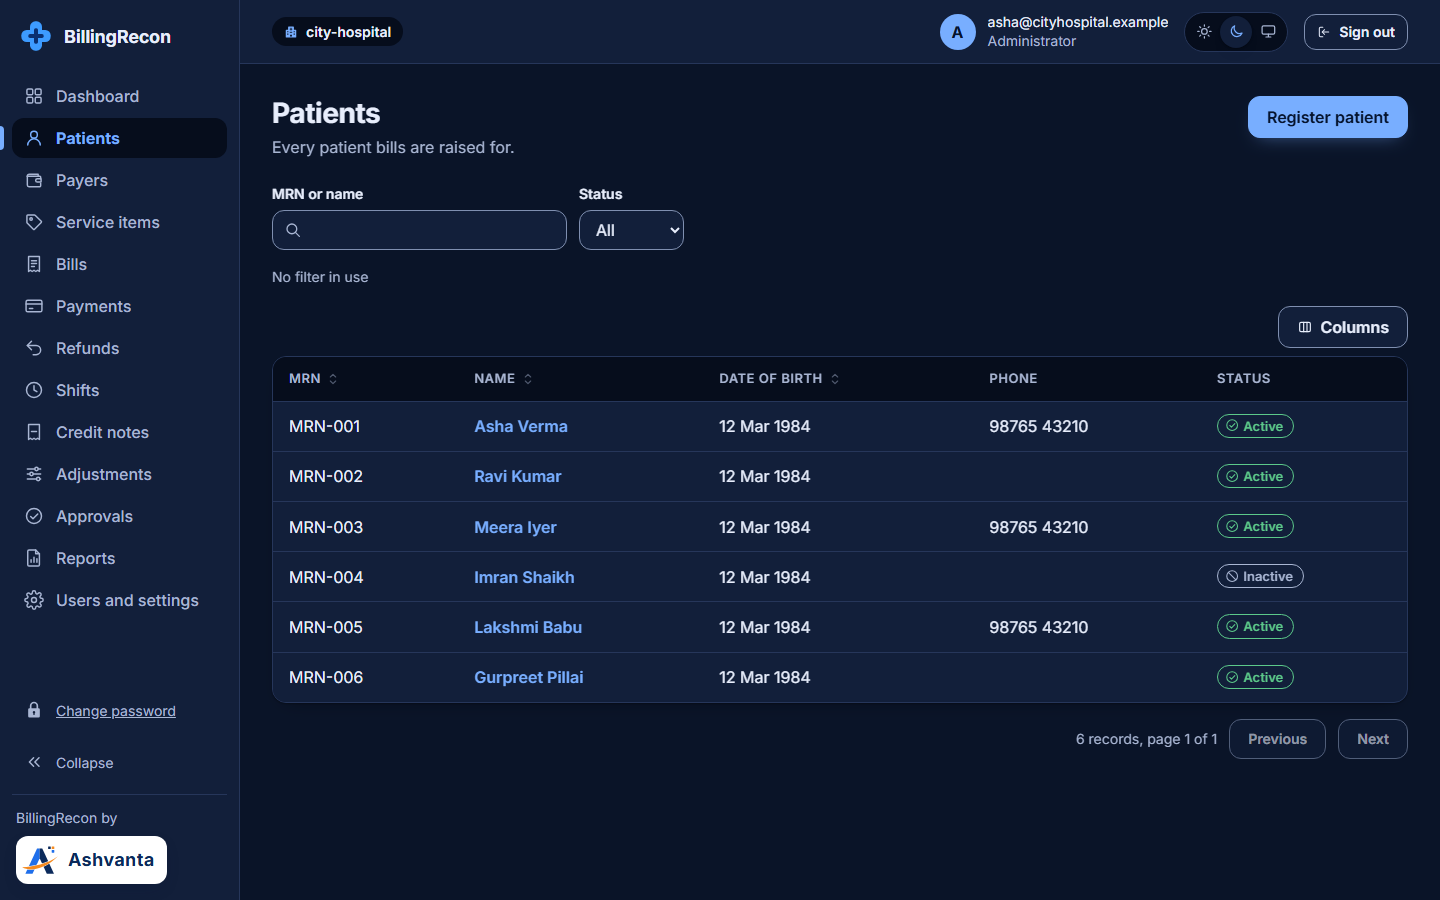 BillingRecon
city-hospital
A
asha@cityhospital.example
Administrator
Sign out
Dashboard
Patients
Payers
Service items
Bills
Payments
Refunds
Shifts
Credit notes
Adjustments
Approvals
Reports
Users and settings
Change password
Collapse
BillingRecon by
Ashvanta
Patients
Every patient bills are raised for.
Register patient
MRN or name
Status
All
No filter in use
Columns
MRN NAME DATE OF BIRTH PHONE STATUS
MRN-001 Asha Verma 12 Mar 1984 98765 43210 Active
MRN-002 Ravi Kumar 12 Mar 1984 Active
MRN-003 Meera Iyer 12 Mar 1984 98765 43210 Active
MRN-004 Imran Shaikh 12 Mar 1984 Inactive
MRN-005 Lakshmi Babu 12 Mar 1984 98765 43210 Active
MRN-006 Gurpreet Pillai 12 Mar 1984 Active
6 records, page 1 of 1 Previous Next